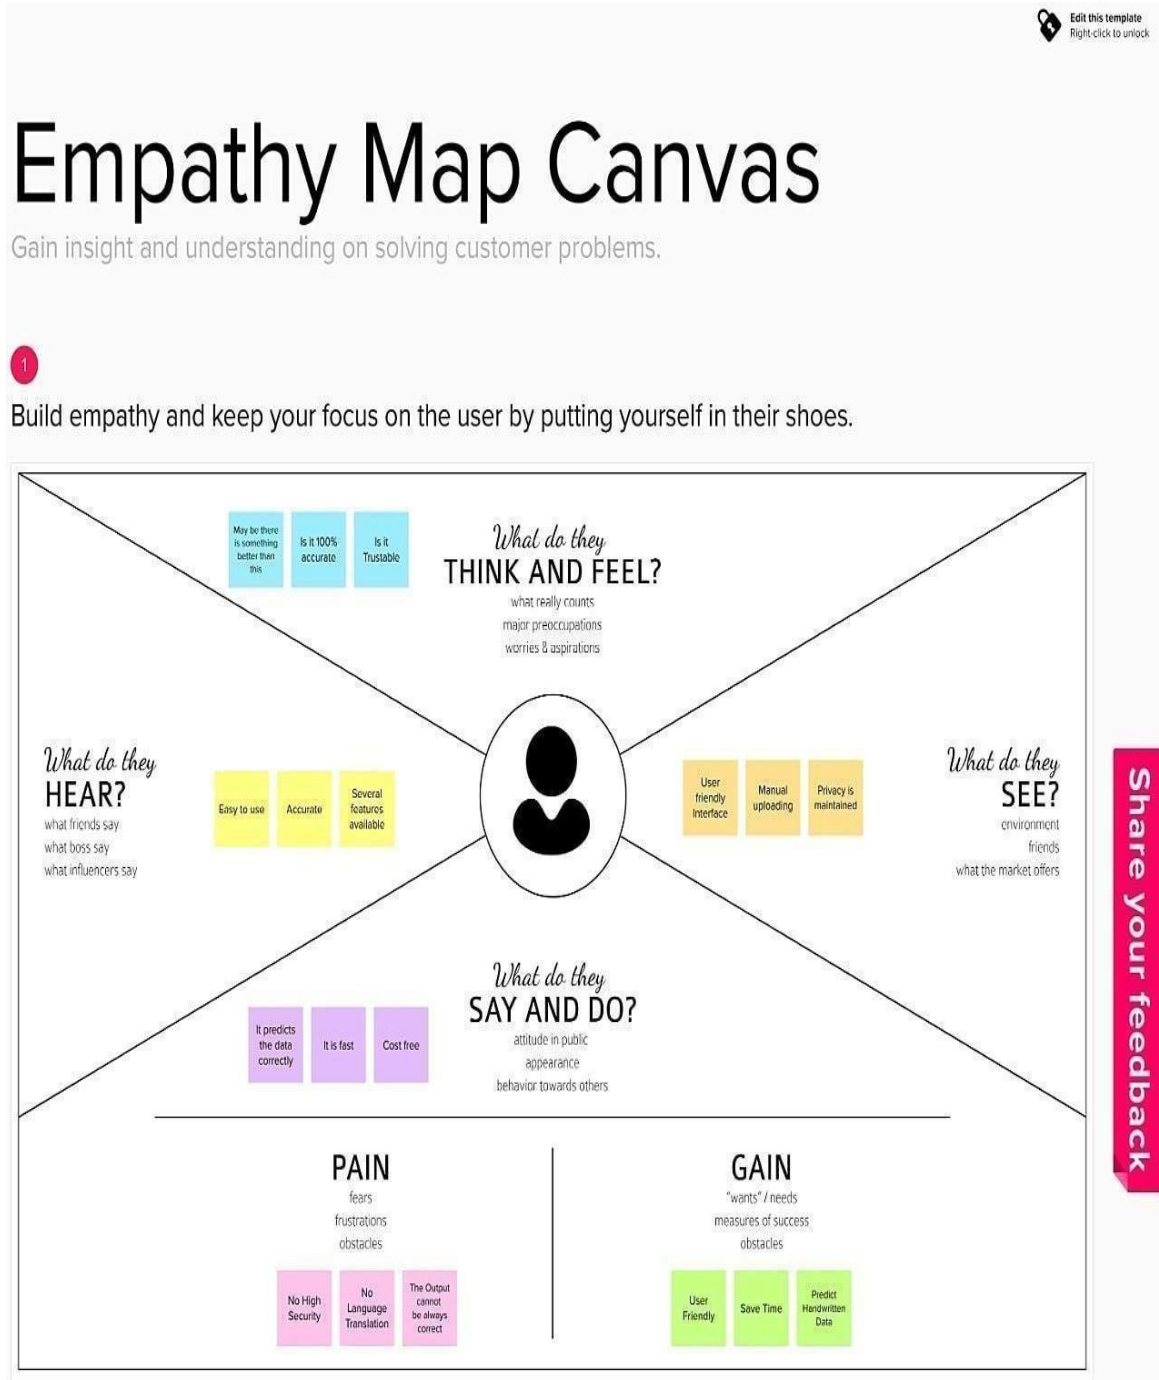 Edit this template
Right-click to unlock
Empathy Map Canvas
Gain insight and understanding on solving customer problems.
1
Build empathy and keep your focus on the user by putting yourself in their shoes.
May be there
is something
better than
this
Is it 100%
accurate
Is it
Trustable
What do they
THINK AND FEEL?
what really counts
major preoccupations
worries & aspirations
What do they
HEAR?
what friends say
what boss say
what influencers say
Easy to use
Accurate
Several
features
available
User
friendly
Interface
Manual
uploading
Privacy is
maintained
What do they
SEE?
environment
friends
what the market offers
Share your feedback
What do they
SAY AND DO?
attitude in public
appearance
behavior towards others
It predicts
the data
correctly
It is fast
Cost free
PAIN
fears
frustrations
obstacles
No High
Security
No
Language
Translation
The Output
cannot
be always
correct
GAIN
"wants" / needs
measures of success
obstacles
User
Friendly
Save Time
Predict
Handwritten
Data